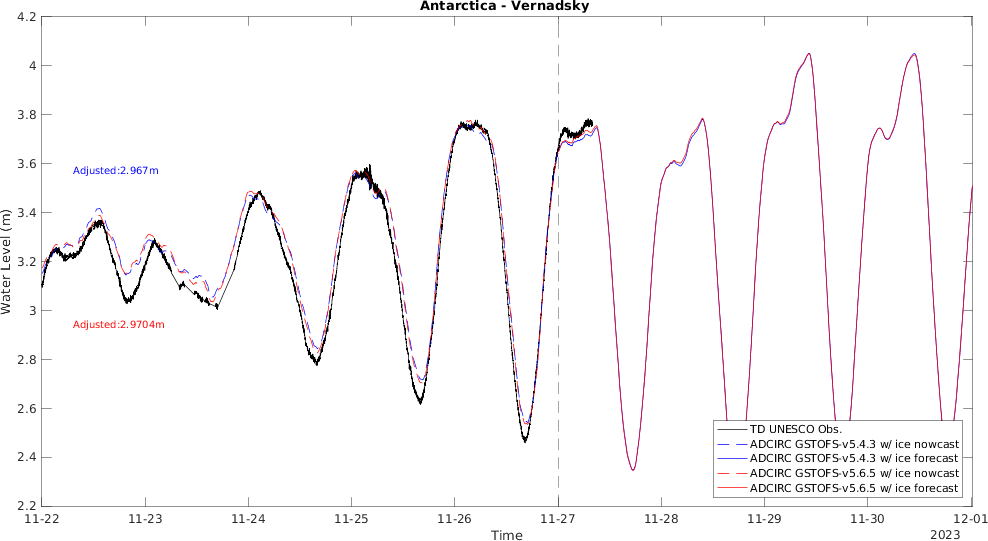 Antarctica - Vernadsky
4.2
4
3.8
3.6
3.4
3.2
3
2.8
2.6
2.4
2.2
Water Level (m)
Adjusted:2.967m
Adjusted:2.9704m
TD UNESCO Obs.
ADCIRC GSTOFS-v5.4.3 w/ ice nowcast
ADCIRC GSTOFS-v5.4.3 w/ ice forecast
ADCIRC GSTOFS-v5.6.5 w/ ice nowcast
ADCIRC GSTOFS-v5.6.5 w/ ice forecast
11-22 11-23 11-24 11-25 11-26 11-27 11-28 11-29 11-30 12-01
Time
2023